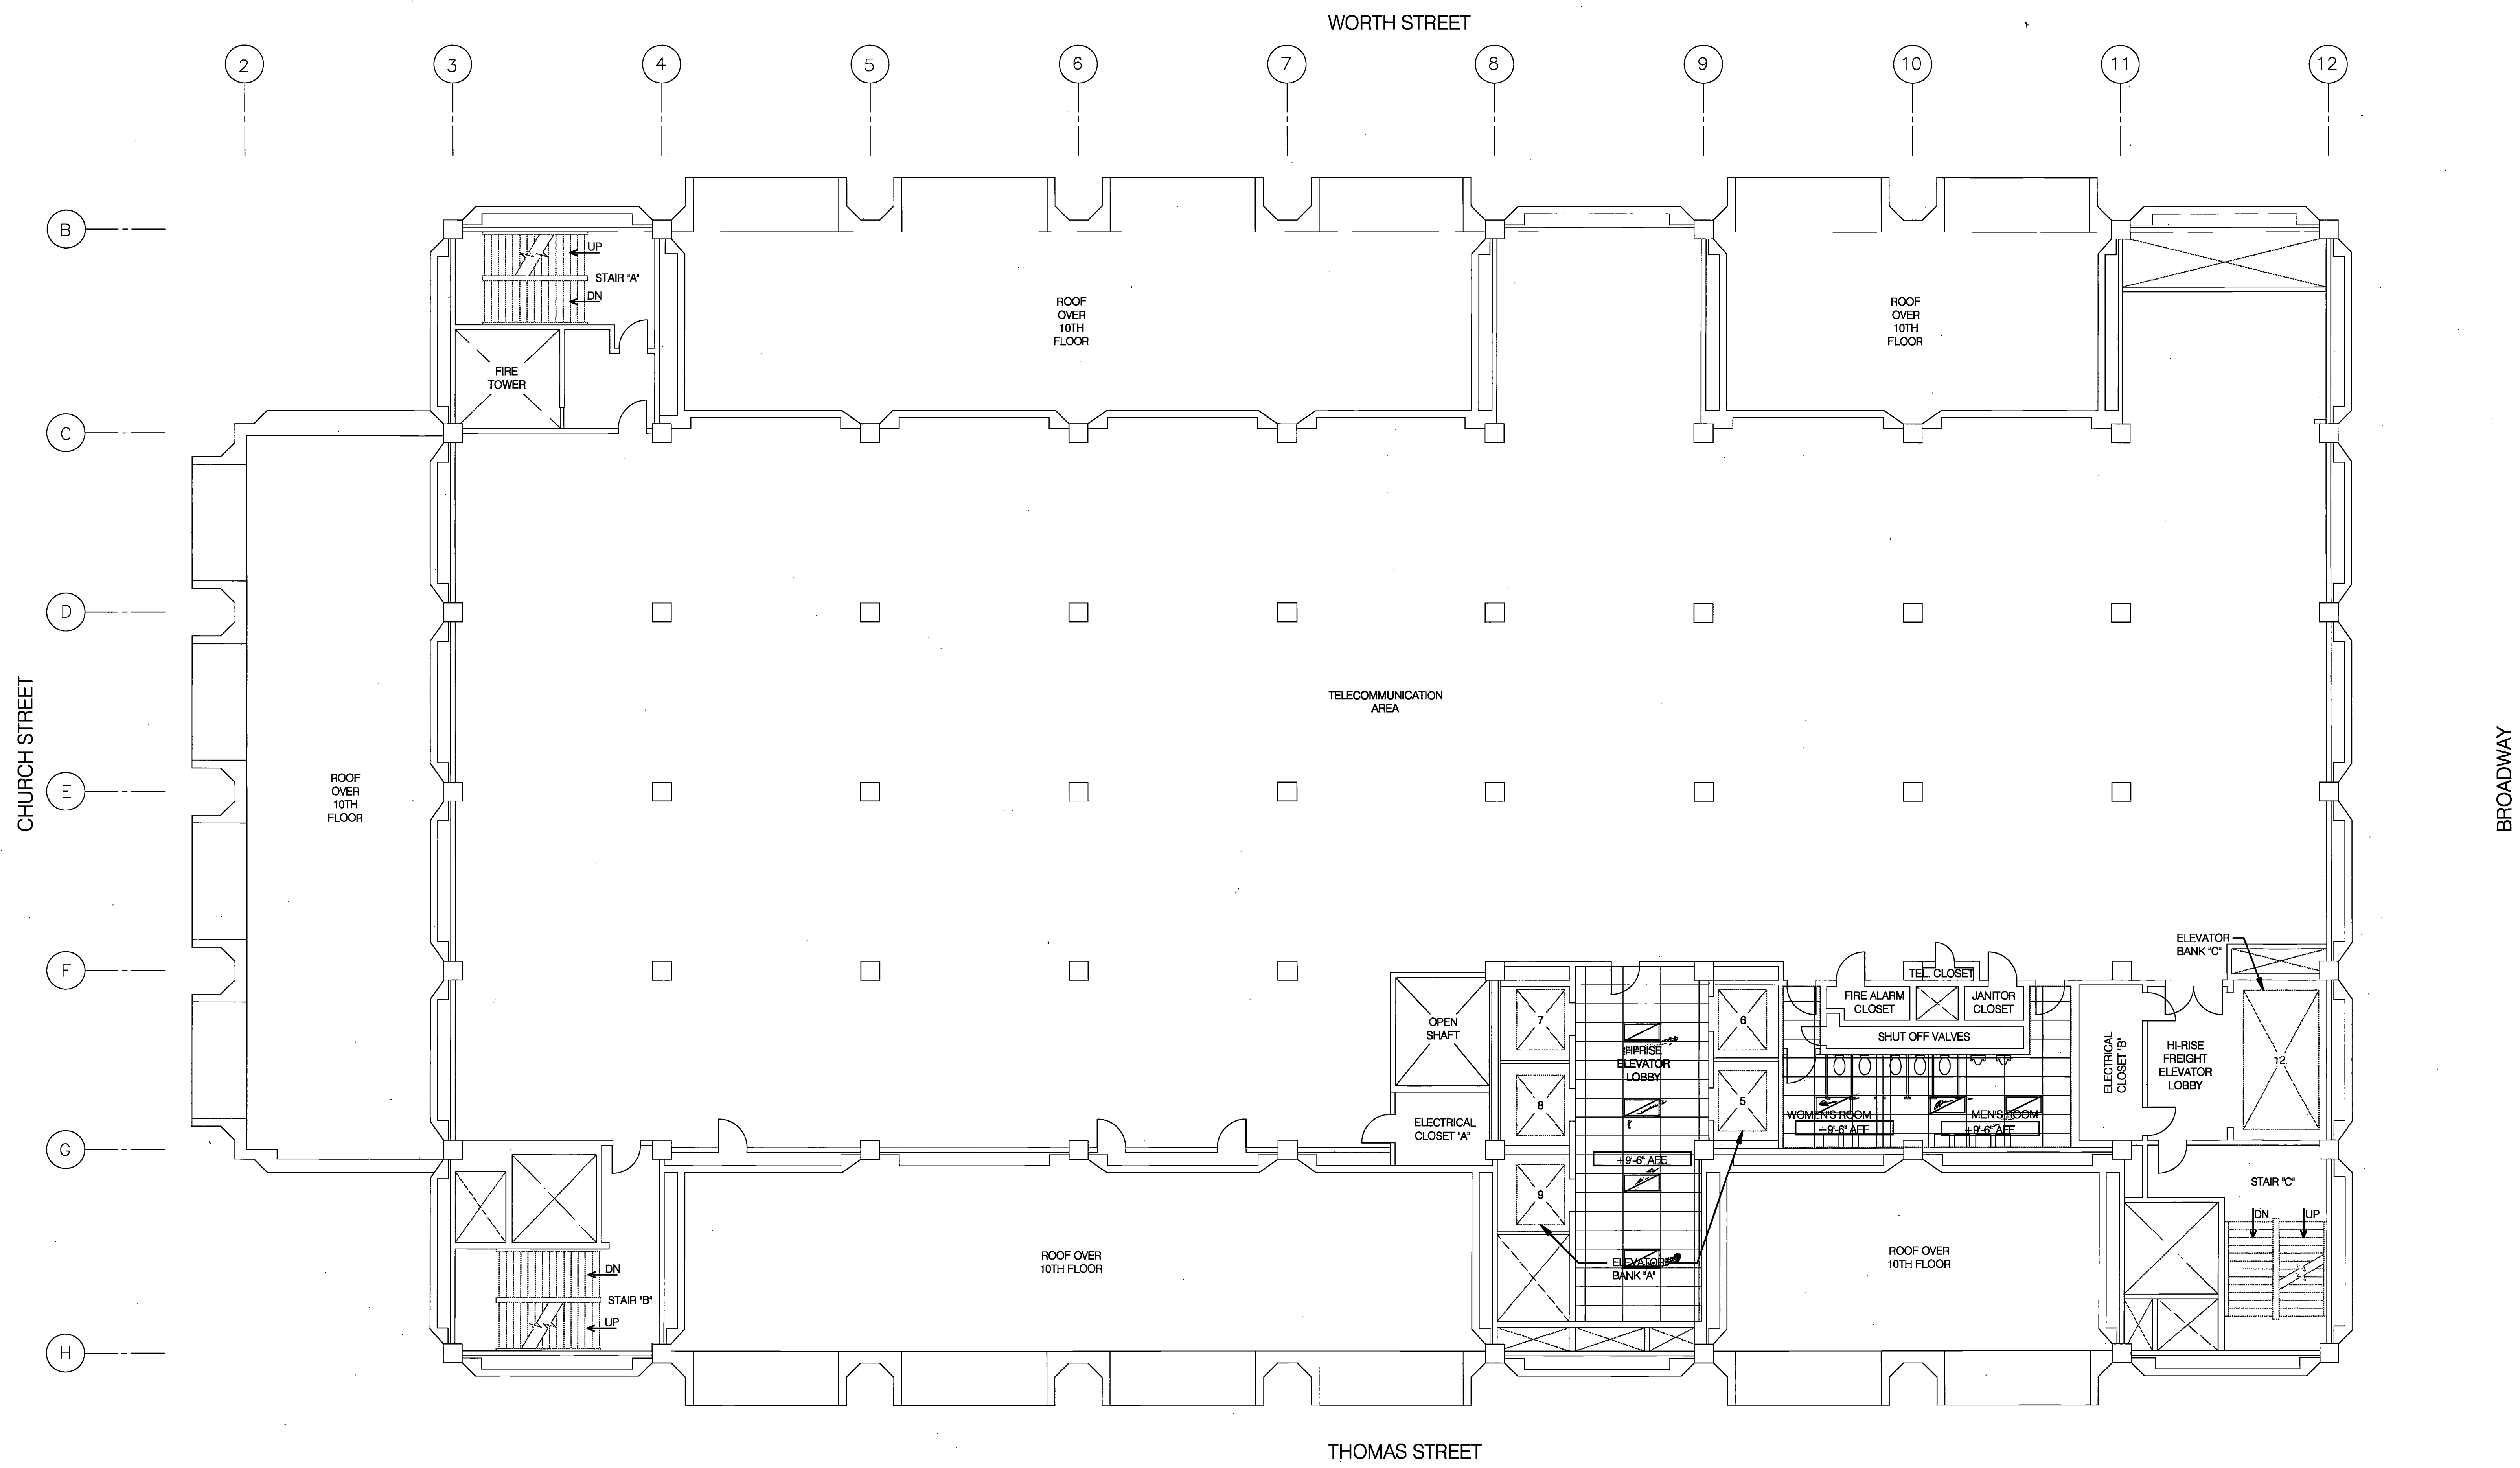 WORTH STREET
2 3 4 5 6 7 8 9 10 11 12
B
UP
STAIR "A"
DN
ROOF
OVER
10TH
FLOOR
ROOF
OVER
10TH
FLOOR
FIRE
TOWER
C
D
CHURCH STREET
TELECOMMUNICATION
AREA
BROADWAY
E
ROOF
OVER
10TH
FLOOR
ELEVATOR
BANK "C"
F
TEL. CLOSET
FIRE ALARM
CLOSET
JANITOR
CLOSET
OPEN
SHAFT
7
6
SHUT OFF VALVES
HI-RISE
ELEVATOR
LOBBY
ELECTRICAL
CLOSET "B"
HI-RISE
FREIGHT
ELEVATOR
LOBBY
12
8
5
WOMEN'S ROOM
MEN'S ROOM
+9'-6" AFF
+9'-6" AFF
ELECTRICAL
CLOSET "A"
G
+9'-6" AFF
9
STAIR "C"
DN
UP
ROOF OVER
10TH FLOOR
ELEVATOR
BANK "A"
ROOF OVER
10TH FLOOR
DN
STAIR "B"
UP
H
THOMAS STREET